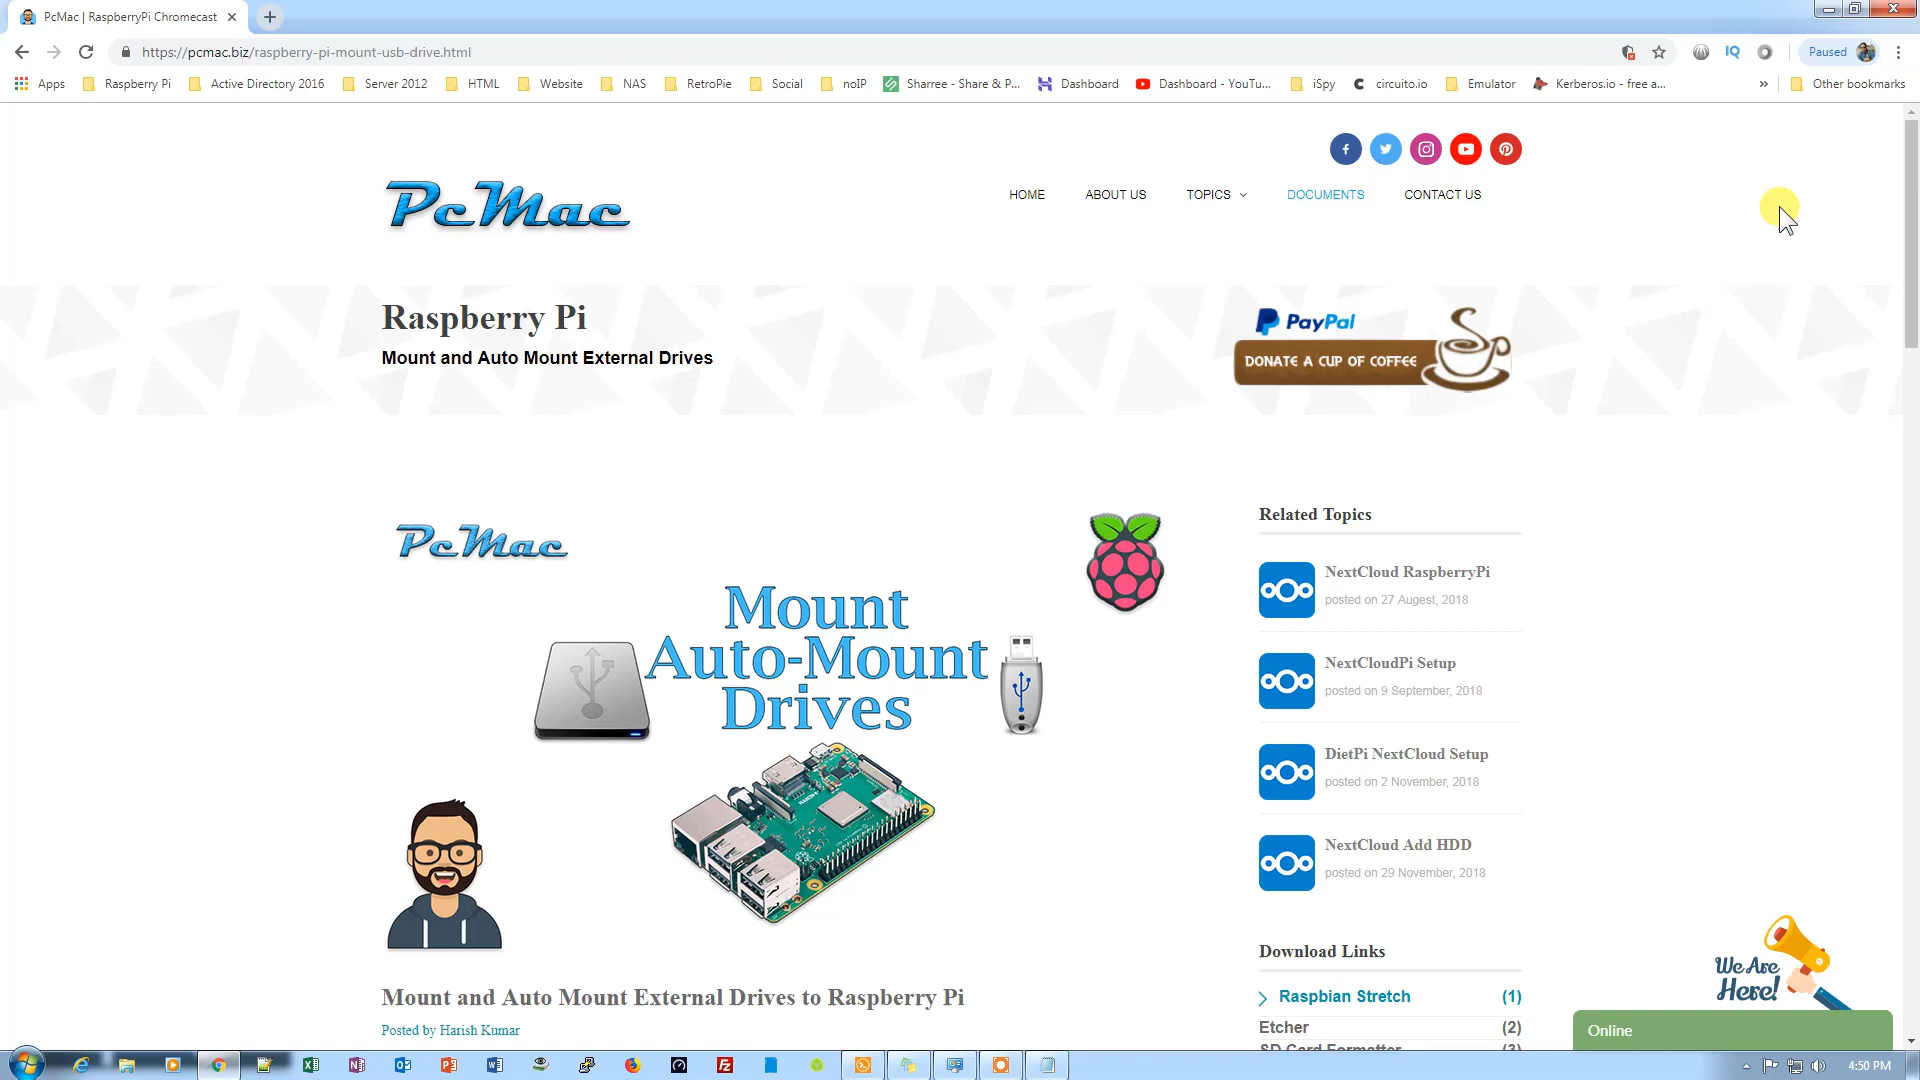 PcMac | RaspberryPi Chromecast
https://pcmac.biz/raspberry-pi-mount-usb-drive.html
IQ
Paused
Apps
Raspberry Pi
Active Directory 2016
Server 2012
HTML
Website
NAS
RetroPie
Social
noIP
Sharree - Share & P...
Dashboard
Dashboard - YouTu...
iSpy
circuito.io
Emulator
Kerberos.io - free a...
Other bookmarks
PcMac
HOME
ABOUT US
TOPICS
DOCUMENTS
CONTACT US
Raspberry Pi
Mount and Auto Mount External Drives
PayPal
DONATE A CUP OF COFFEE
PcMac
Mount
Auto-Mount
Drives
Related Topics
NextCloud RaspberryPi
posted on 27 Augest, 2018
NextCloudPi Setup
posted on 9 September, 2018
DietPi NextCloud Setup
posted on 2 November, 2018
NextCloud Add HDD
posted on 29 November, 2018
Download Links
Raspbian Stretch (1)
Etcher (2)
SD Card Formatter (3)
Mount and Auto Mount External Drives to Raspberry Pi
Posted by Harish Kumar
We Are
Here!
Online
4:50 PM